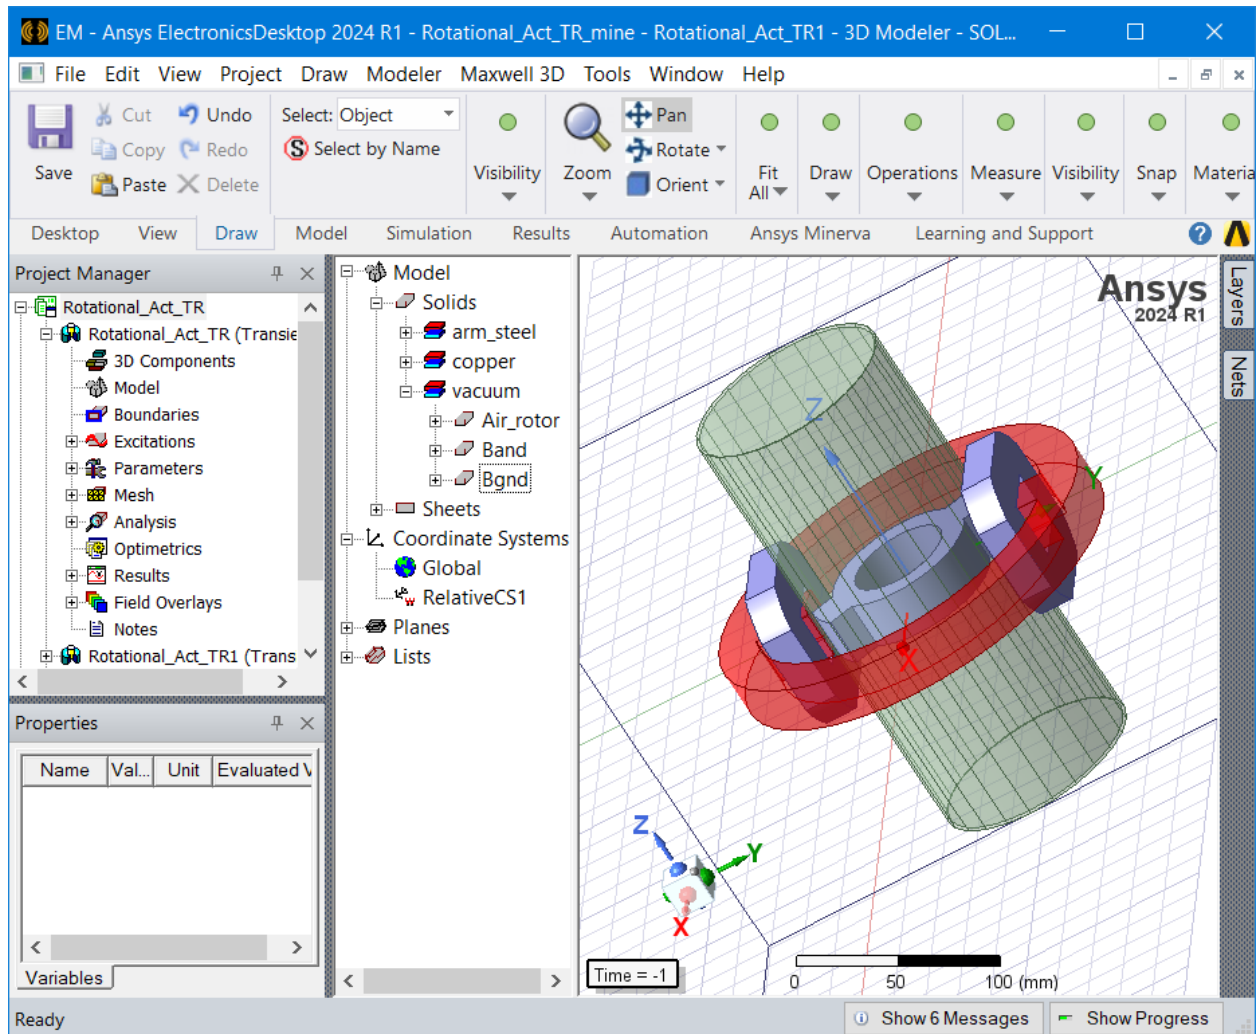 EM - Ansys ElectronicsDesktop 2024 R1 - Rotational_Act_TR_mine - Rotational_Act_TR1 - 3D Modeler - SOL...
File Edit View Project Draw Modeler Maxwell 3D Tools Window Help
Save
Cut
Copy
Paste
Undo
Redo
Delete
Select: Object
Select by Name
Visibility
Zoom
Pan
Rotate
Orient
Fit
All
Draw
Operations
Measure
Visibility
Snap
Materia
Desktop View Draw Model Simulation Results Automation Ansys Minerva Learning and Support
Project Manager
Rotational_Act_TR
Rotational_Act_TR (Transie
3D Components
Model
Boundaries
Excitations
Parameters
Mesh
Analysis
Optimetrics
Results
Field Overlays
Notes
Rotational_Act_TR1 (Trans
Properties
Name Val... Unit Evaluated V
Variables
Model
Solids
arm_steel
copper
vacuum
Air_rotor
Band
Bgnd
Sheets
Coordinate Systems
Global
RelativeCS1
Planes
Lists
Ansys
2024 R1
Z
Y
X
Z
Y
X
Time = -1
0 50 100 (mm)
Layers
Nets
Ready
Show 6 Messages
Show Progress